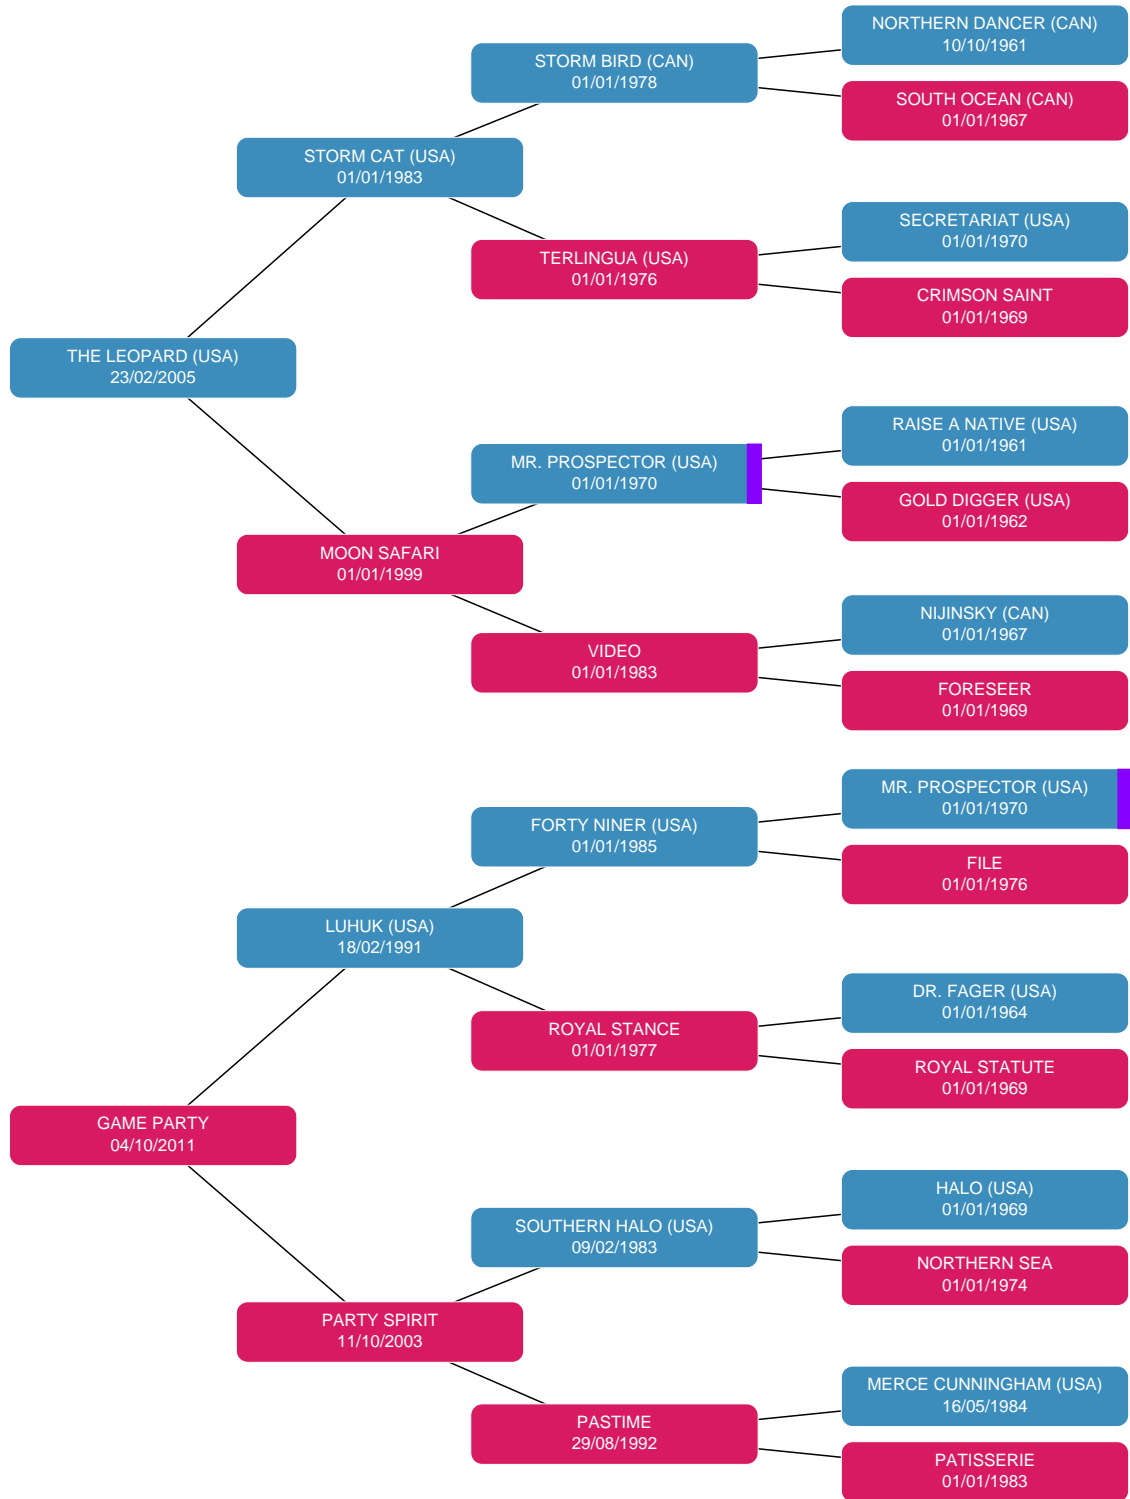 NORTHERN DANCER (CAN)
10/10/1961
STORM BIRD (CAN)
01/01/1978
SOUTH OCEAN (CAN)
01/01/1967
STORM CAT (USA)
01/01/1983
SECRETARIAT (USA)
01/01/1970
TERLINGUA (USA)
01/01/1976
CRIMSON SAINT
01/01/1969
THE LEOPARD (USA)
23/02/2005
RAISE A NATIVE (USA)
01/01/1961
MR. PROSPECTOR (USA)
01/01/1970
GOLD DIGGER (USA)
01/01/1962
MOON SAFARI
01/01/1999
NIJINSKY (CAN)
01/01/1967
VIDEO
01/01/1983
FORESEER
01/01/1969
MR. PROSPECTOR (USA)
01/01/1970
FORTY NINER (USA)
01/01/1985
FILE
01/01/1976
LUHUK (USA)
18/02/1991
DR. FAGER (USA)
01/01/1964
ROYAL STANCE
01/01/1977
ROYAL STATUTE
01/01/1969
GAME PARTY
04/10/2011
HALO (USA)
01/01/1969
SOUTHERN HALO (USA)
09/02/1983
NORTHERN SEA
01/01/1974
PARTY SPIRIT
11/10/2003
MERCE CUNNINGHAM (USA)
16/05/1984
PASTIME
29/08/1992
PATISSERIE
01/01/1983